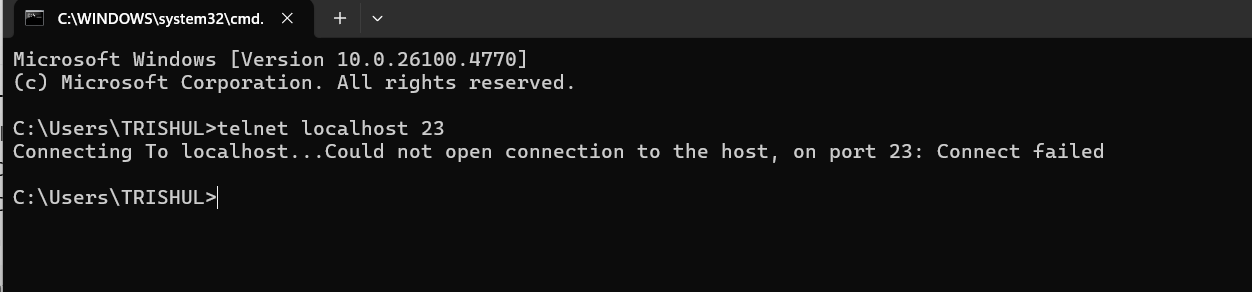 C:\WINDOWS\system32\cmd.
Microsoft Windows [Version 10.0.26100.4770]
(c) Microsoft Corporation. All rights reserved.
C:\Users\TRISHUL>telnet localhost 23
Connecting To localhost...Could not open connection to the host, on port 23: Connect failed
C:\Users\TRISHUL>